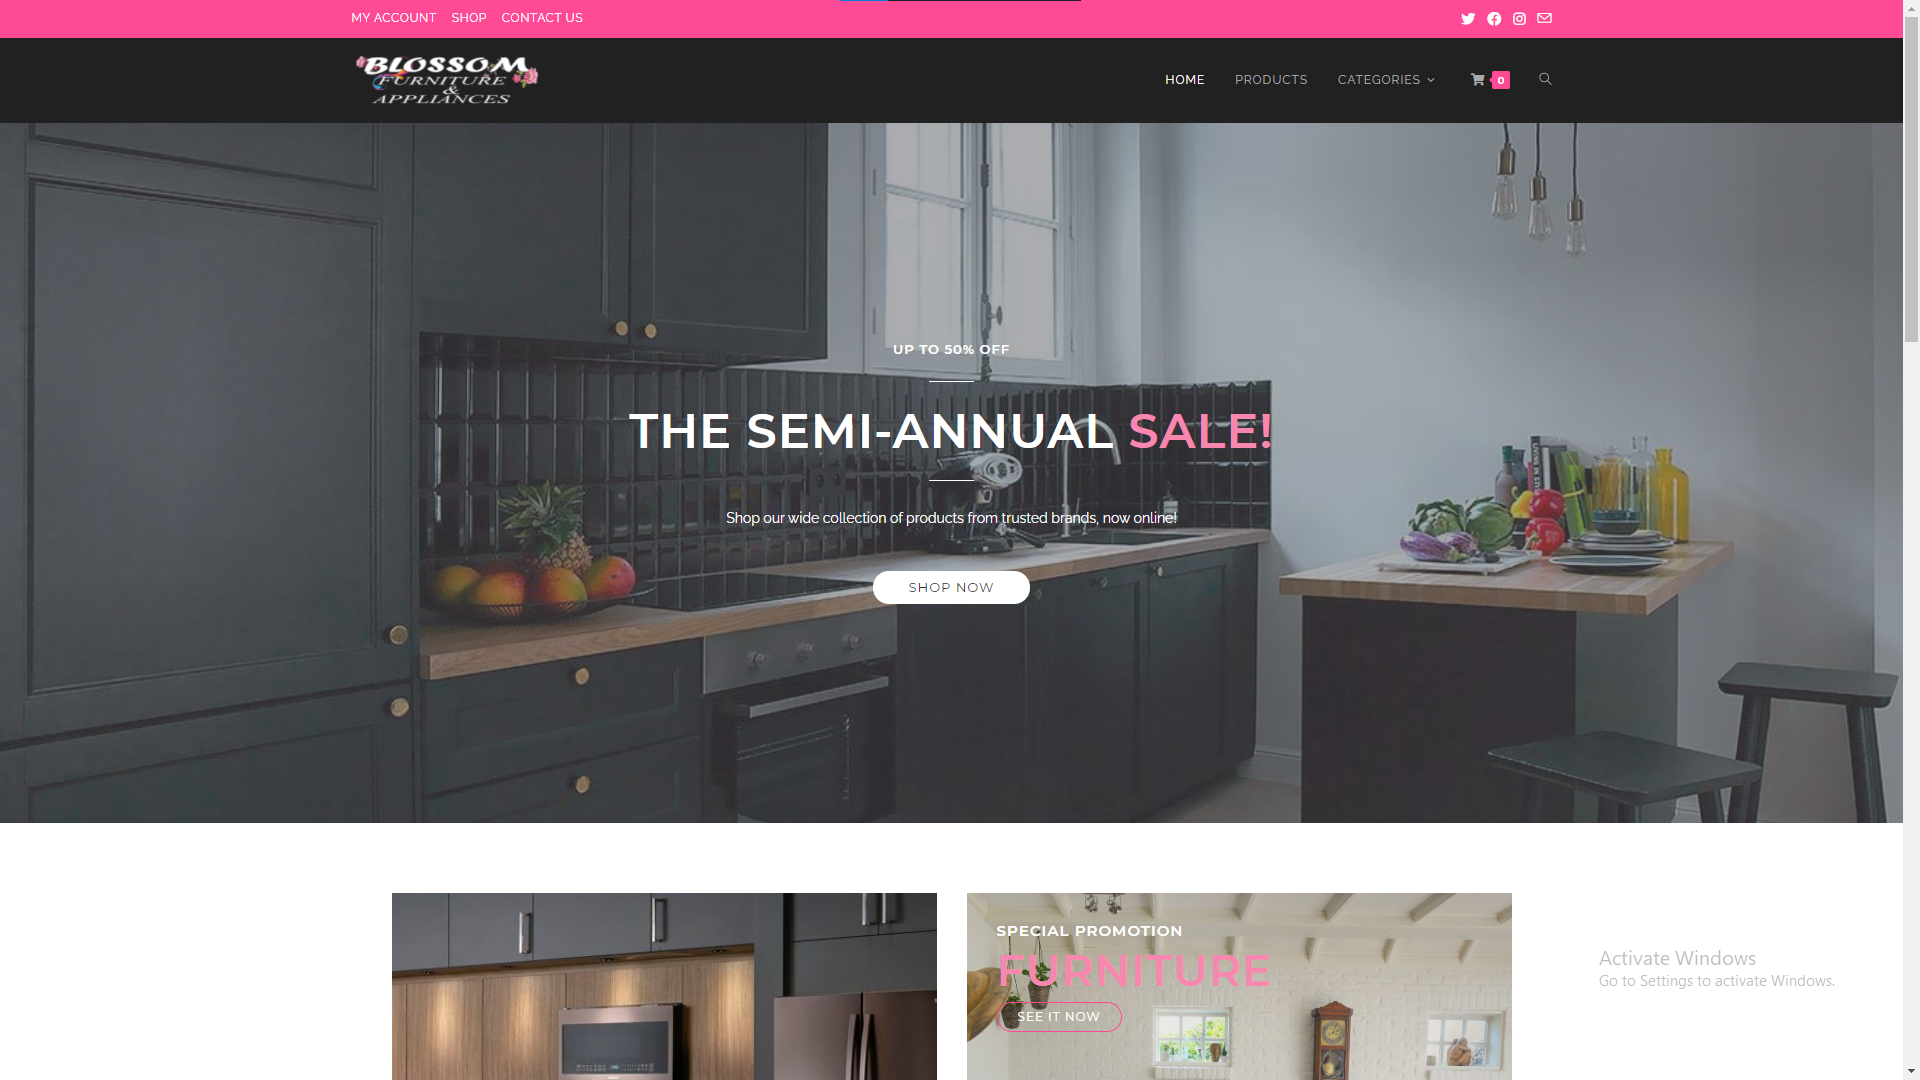 MY ACCOUNT SHOP CONTACT US
BLOSSOM
FURNITURE
&
APPLIANCES
HOME PRODUCTS CATEGORIES 0
UP TO 50% OFF
THE SEMI-ANNUAL SALE!
Shop our wide collection of products from trusted brands, now online!
SHOP NOW
SPECIAL PROMOTION
FURNITURE
SEE IT NOW
Activate Windows
Go to Settings to activate Windows.